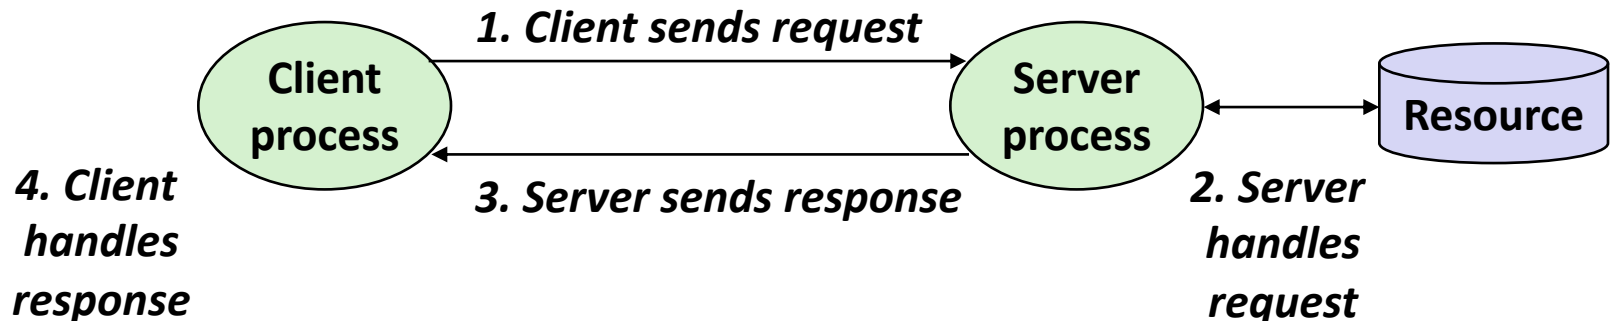 1. Client sends request
Client
process
Server
process
Resource
3. Server sends response
4. Client
handles
response
2. Server
handles
request